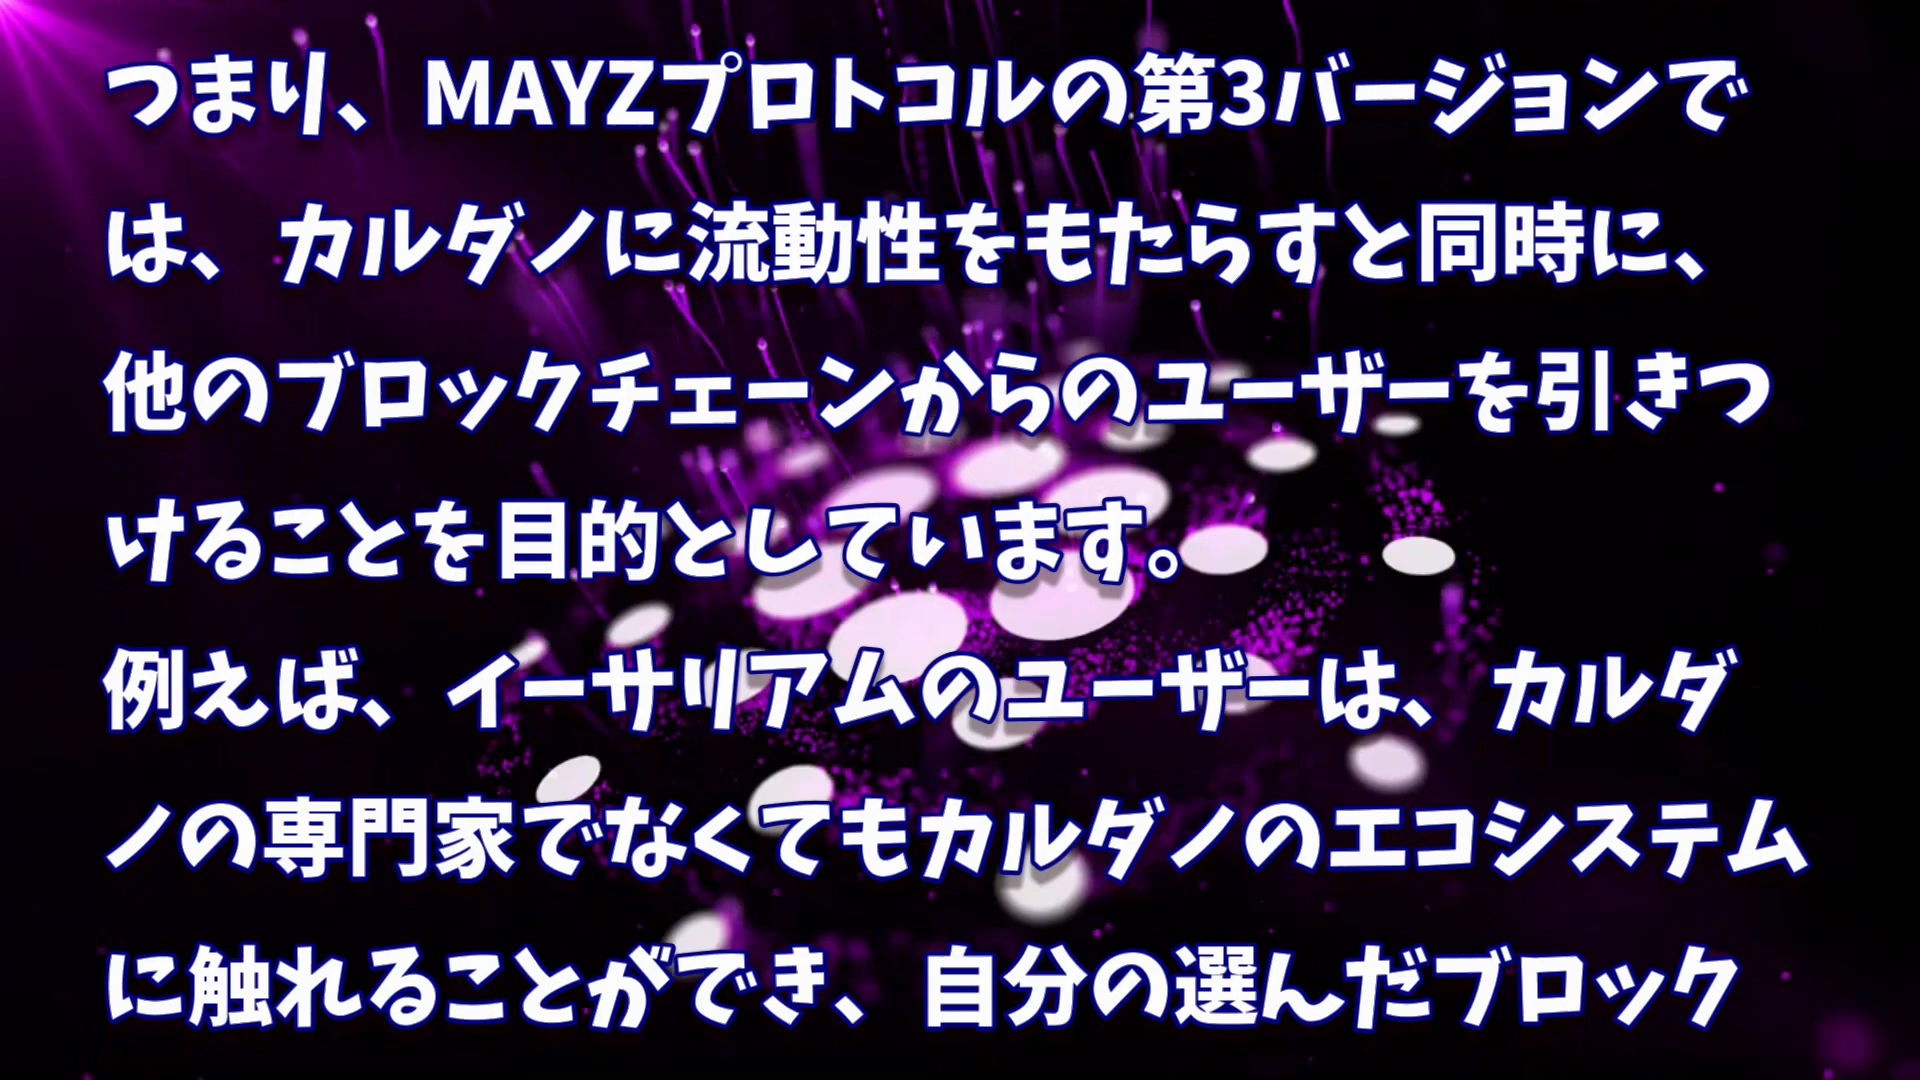 つまり、MAYZプロトコルの第3バージョンで
は、カルダノに流動性をもたらすと同時に、
他のブロックチェーンからのユーザーを引きつ
けることを目的としています。
例えば、イーサリアムのユーザーは、カルダ
ノの専門家でなくてもカルダノのエコシステム
に触れることができ、自分の選んだブロック